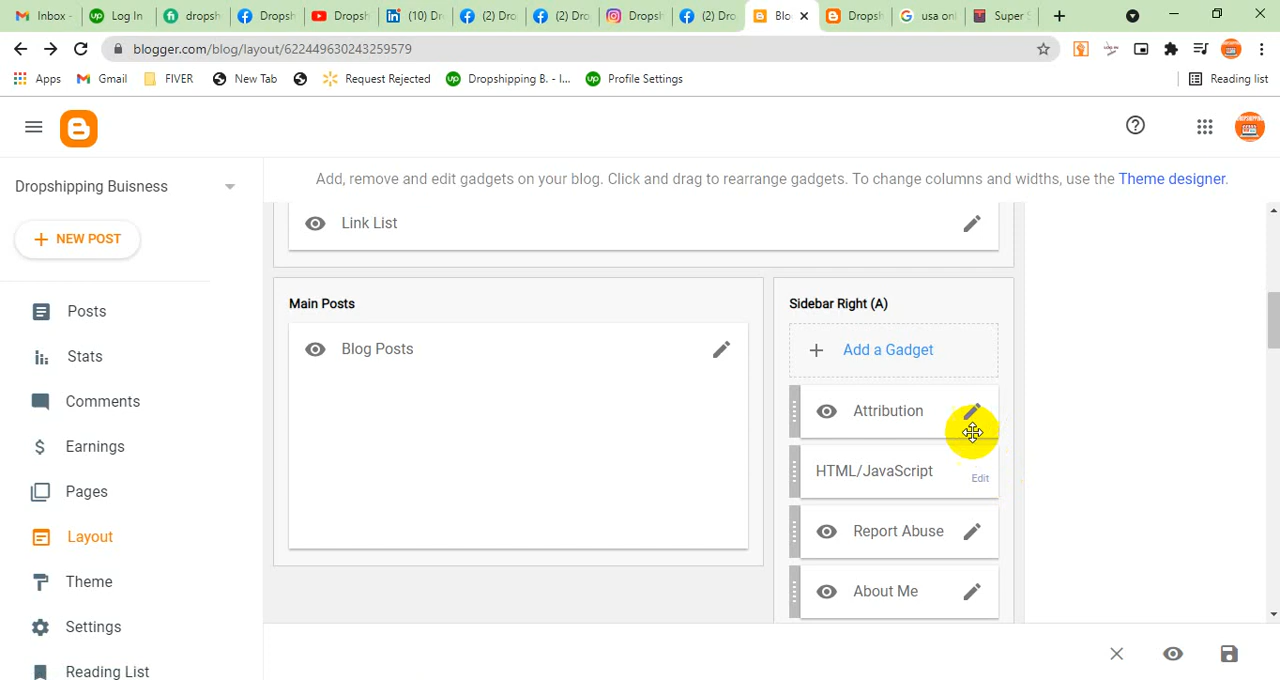 Inbox -
Log In
dropsh
Dropsh
Dropsh
(10) Dr
(2) Dro
(2) Dro
Dropsh
(2) Dro
Blo
Dropsh
usa onl
Super S
blogger.com/blog/layout/622449630243259579
Apps
Gmail
FIVER
New Tab
Request Rejected
Dropshipping B. - I...
Profile Settings
Reading list
Dropshipping Buisness
Add, remove and edit gadgets on your blog. Click and drag to rearrange gadgets. To change columns and widths, use the Theme designer.
NEW POST
Posts
Stats
Comments
Earnings
Pages
Layout
Theme
Settings
Reading List
Link List
Main Posts
Blog Posts
Sidebar Right (A)
Add a Gadget
Attribution
HTML/JavaScript
Edit
Report Abuse
About Me